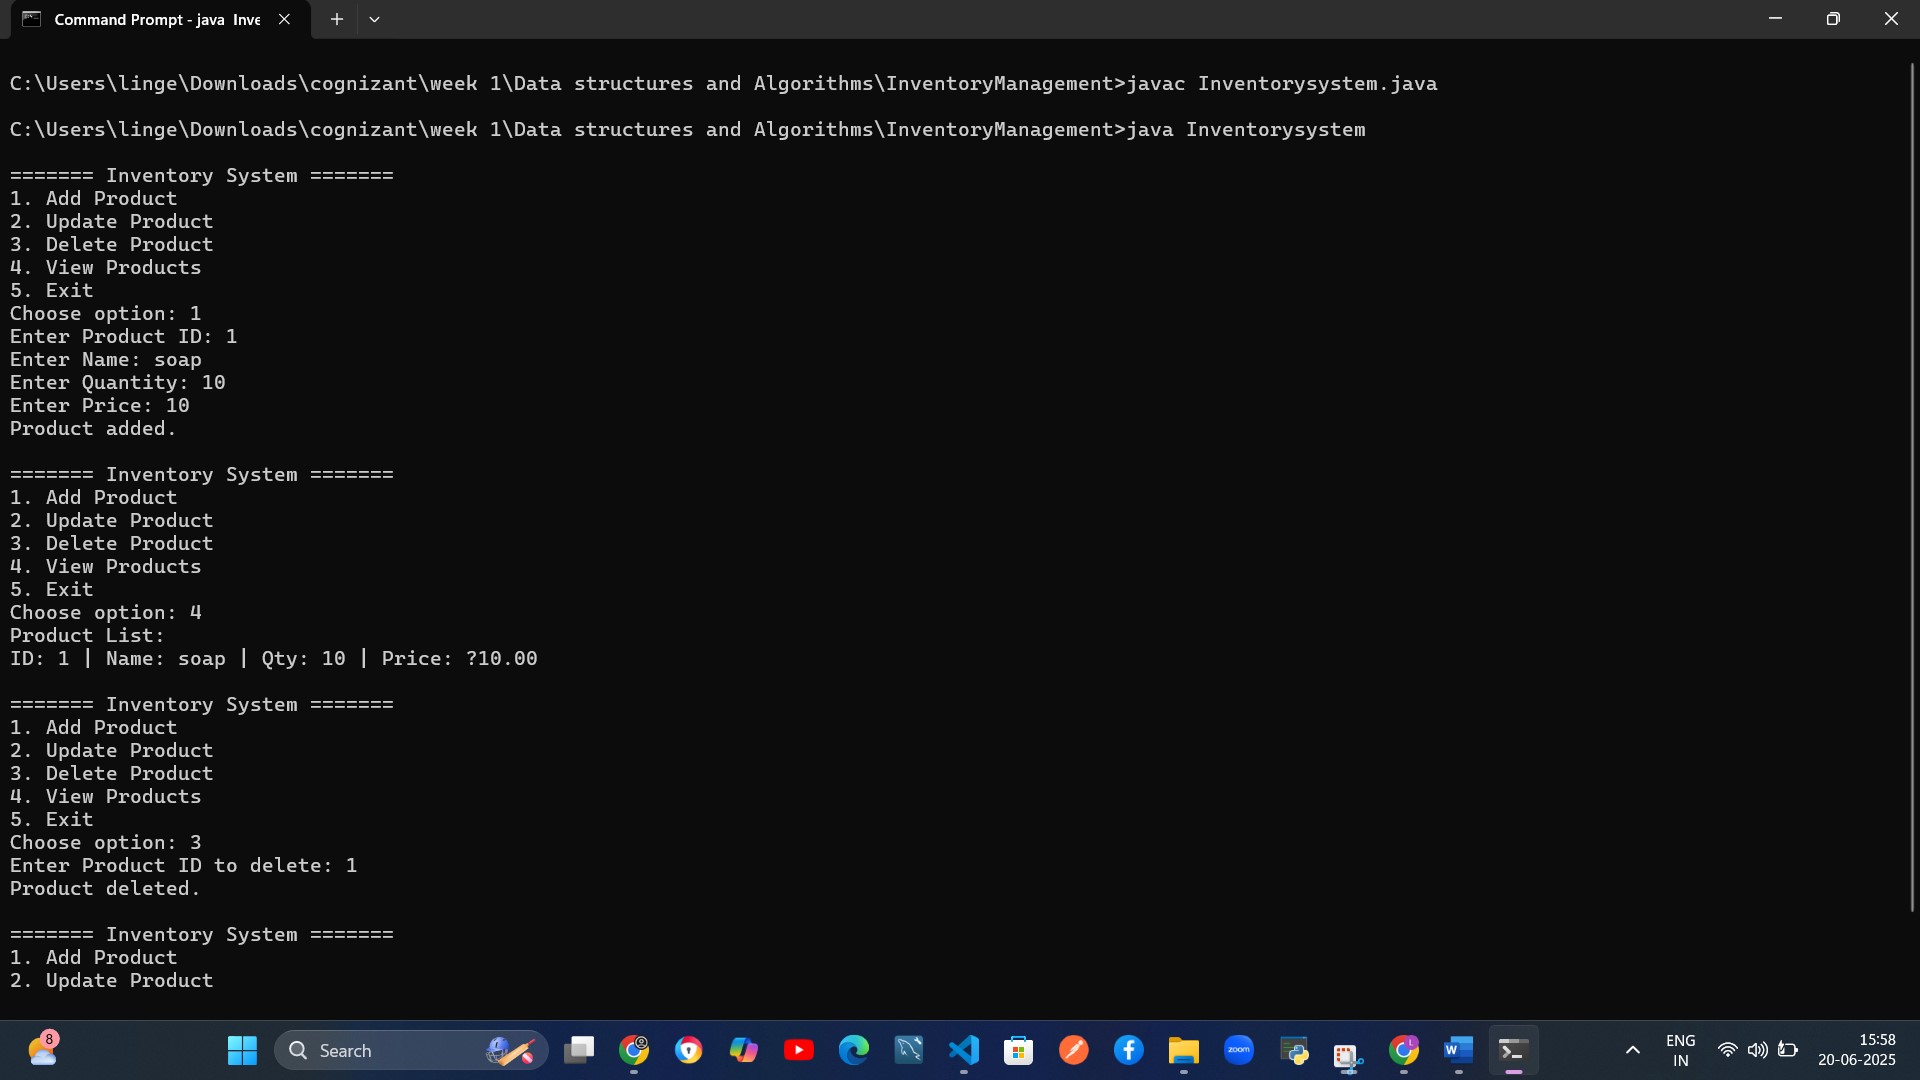 Command Prompt - java Inve
C:\Users\linge\Downloads\cognizant\week 1\Data structures and Algorithms\InventoryManagement>javac Inventorysystem.java
C:\Users\linge\Downloads\cognizant\week 1\Data structures and Algorithms\InventoryManagement>java Inventorysystem
======= Inventory System =======
1. Add Product
2. Update Product
3. Delete Product
4. View Products
5. Exit
Choose option: 1
Enter Product ID: 1
Enter Name: soap
Enter Quantity: 10
Enter Price: 10
Product added.
======= Inventory System =======
1. Add Product
2. Update Product
3. Delete Product
4. View Products
5. Exit
Choose option: 4
Product List:
ID: 1 | Name: soap | Qty: 10 | Price: ?10.00
======= Inventory System =======
1. Add Product
2. Update Product
3. Delete Product
4. View Products
5. Exit
Choose option: 3
Enter Product ID to delete: 1
Product deleted.
======= Inventory System =======
1. Add Product
2. Update Product
8
Search
zoom
W
L
ENG
IN
15:58
20-06-2025